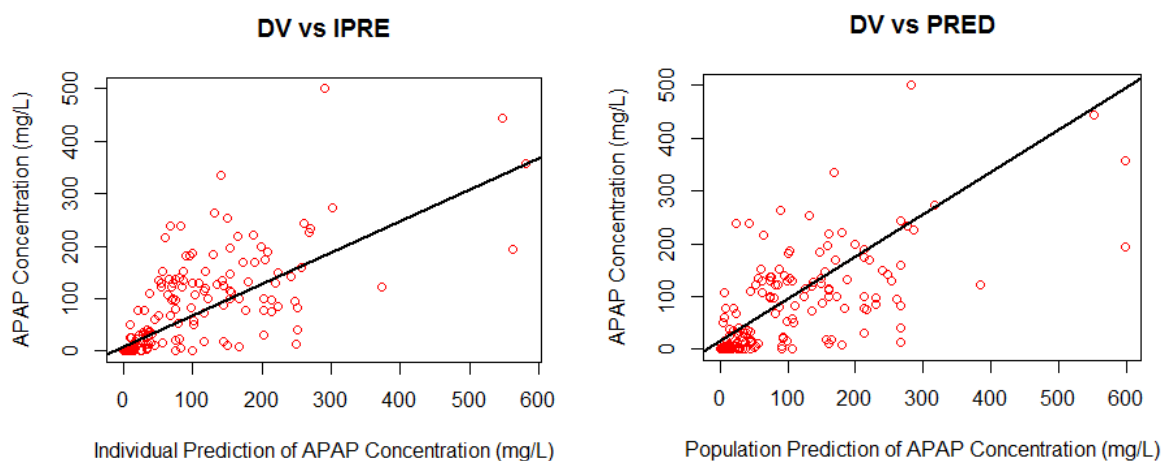 DV vs IPRE
APAP Concentration (mg/L)
500
400
300
200
100
0
0 100 200 300 400 500 600
Individual Prediction of APAP Concentration (mg/L)
DV vs PRED
APAP Concentration (mg/L)
500
400
300
200
100
0
0 100 200 300 400 500 600
Population Prediction of APAP Concentration (mg/L)